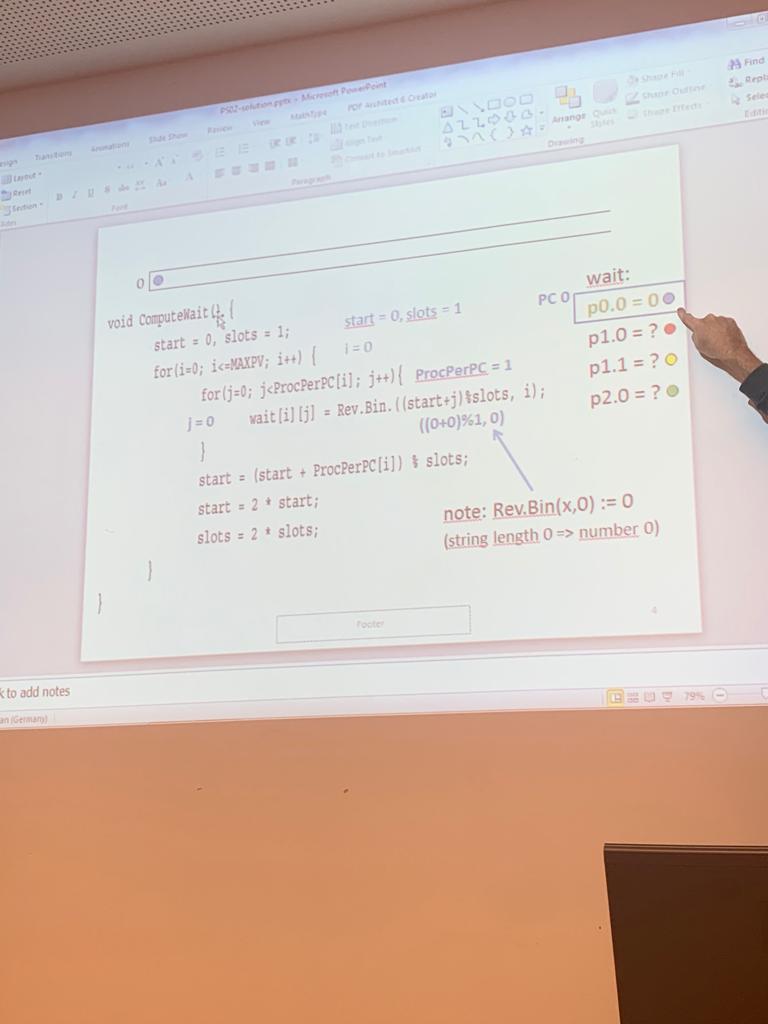 PS02-solution.pptx - Microsoft PowerPoint
Transitions
Animations
Slide Show
Review
View
MathType
PDF Architect 6 Creator
Layout
Reset
Section
B I U S abc
Aa
A
Font
Paragraph
Text Direction
Align Text
Convert to SmartArt
Arrange
Quick
Styles
Shape Fill
Shape Outline
Shape Effects
Drawing
Find
0
void ComputeWait() {
start = 0, slots = 1;
for(i=0; i<=MAXPV; i++) {
for(j=0; j<ProcPerPC[i]; j++){
wait[i][j] = Rev.Bin.((start+j)%slots, i);
}
start = (start + ProcPerPC[i]) % slots;
start = 2 * start;
slots = 2 * slots;
}
}
start = 0, slots = 1
i = 0
ProcPerPC = 1
j = 0
((0+0)%1, 0)
note: Rev.Bin(x,0) := 0
(string length 0 => number 0)
wait:
PC 0
p0.0 = 0
p1.0 = ?
p1.1 = ?
p2.0 = ?
Footer
4
to add notes
(Germany)
79%